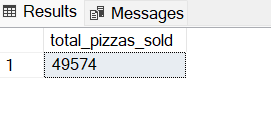 Results Messages
total_pizzas_sold
1 49574